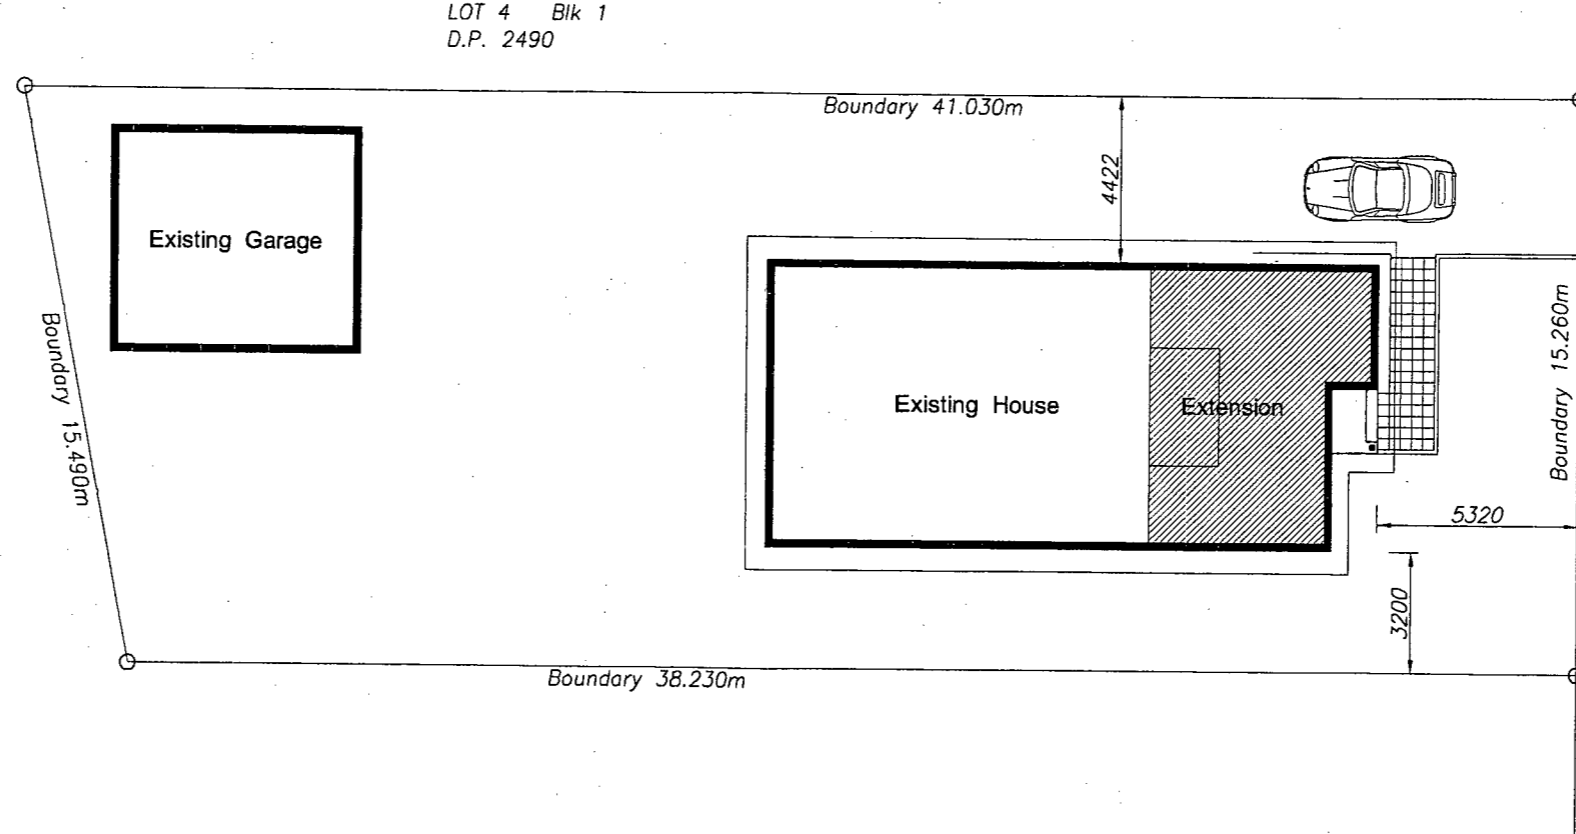 LOT 4 Blk 1
D.P. 2490
Boundary 41.030m
4422
Existing Garage
Boundary 15.490m
Existing House
Extension
Boundary 15.260m
5320
3200
Boundary 38.230m